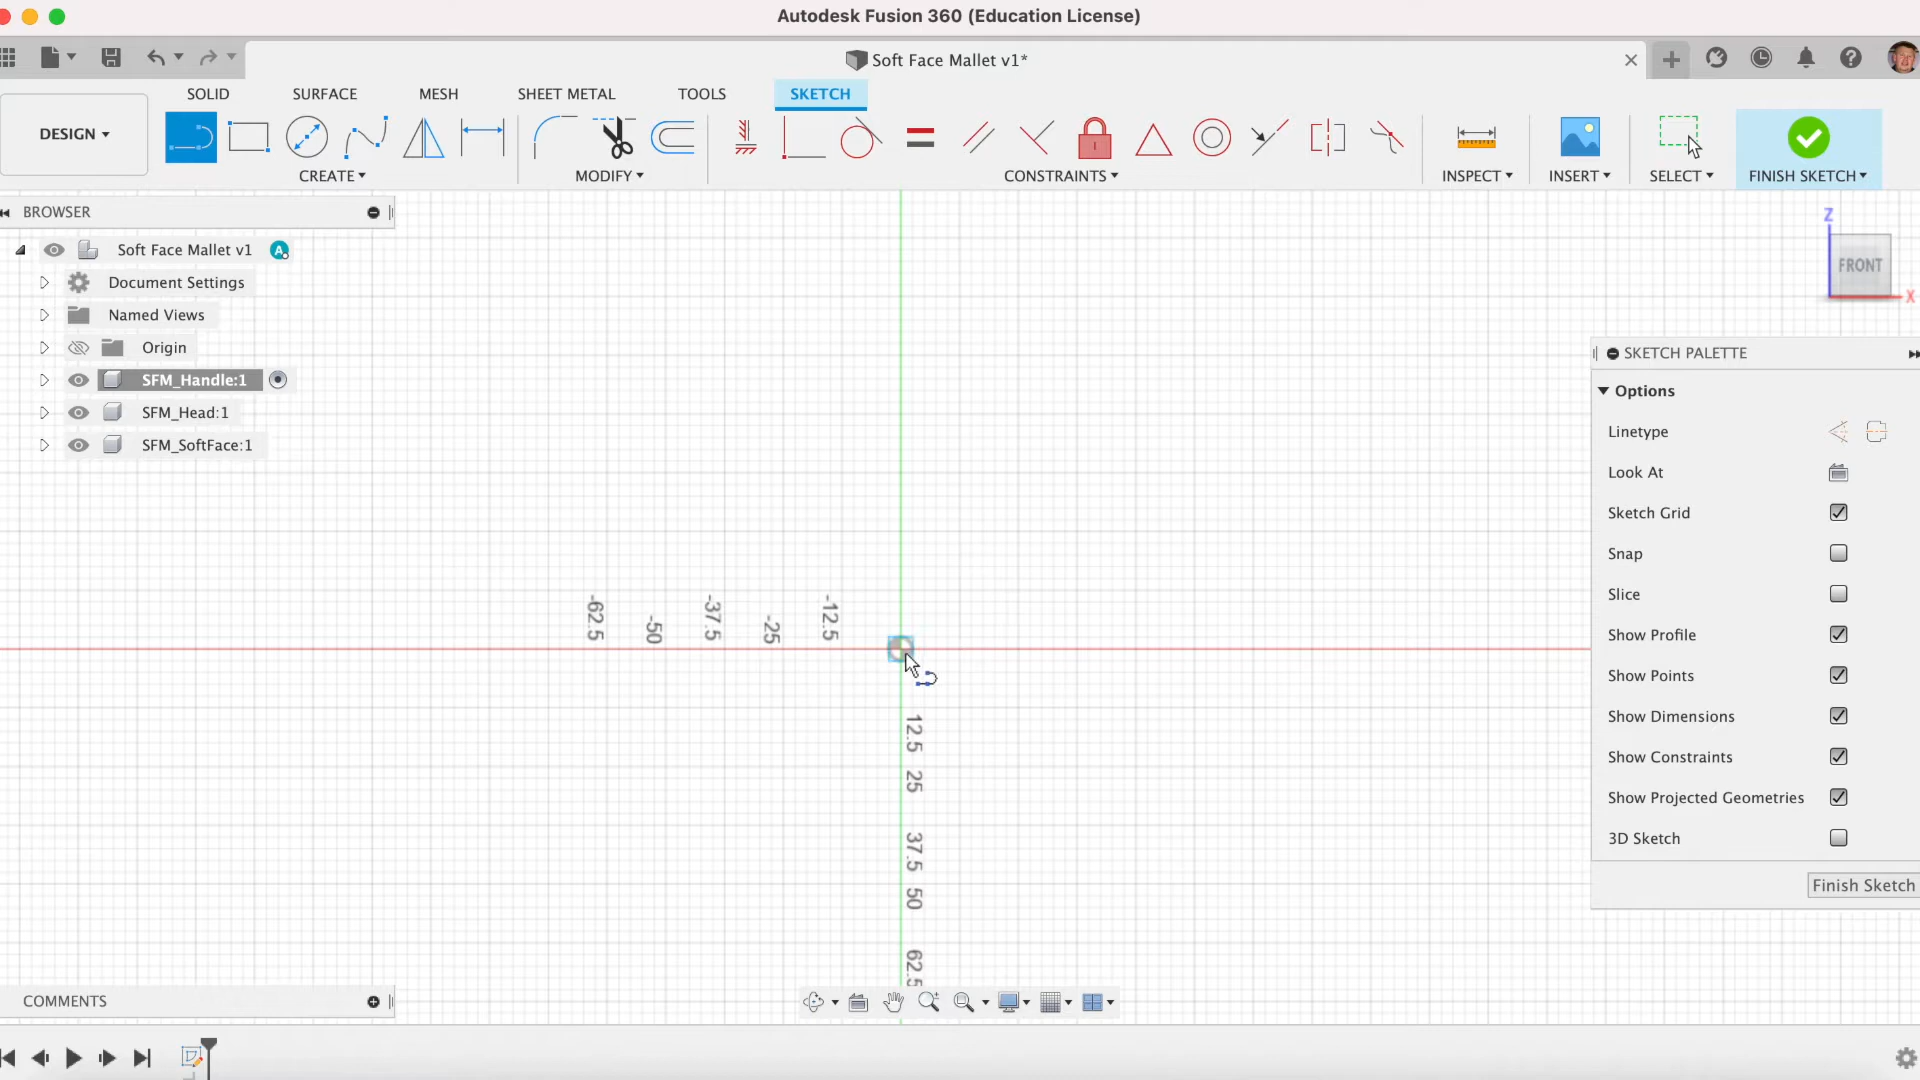 Autodesk Fusion 360 (Education License)
Soft Face Mallet v1*
SOLID
SURFACE
MESH
SHEET METAL
TOOLS
SKETCH
DESIGN
CREATE
MODIFY
CONSTRAINTS
INSPECT
INSERT
SELECT
FINISH SKETCH
BROWSER
Soft Face Mallet v1
A
Document Settings
Named Views
Origin
SFM_Handle:1
SFM_Head:1
SFM_SoftFace:1
Z
FRONT
X
SKETCH PALETTE
Options
Linetype
Look At
Sketch Grid
Snap
Slice
Show Profile
Show Points
Show Dimensions
Show Constraints
Show Projected Geometries
3D Sketch
Finish Sketch
-62.5
-50
-37.5
-25
-12.5
12.5
25
37.5
50
62.5
COMMENTS